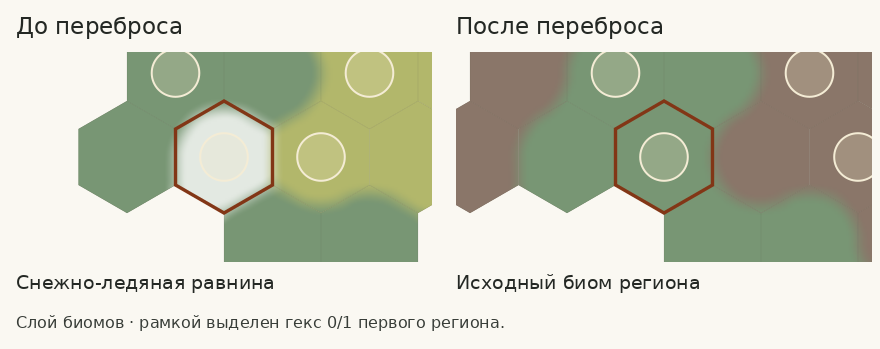 До переброса
После переброса
Снежно-ледяная равнина
Исходный биом региона
Слой биомов · рамкой выделен гекс 0/1 первого региона.